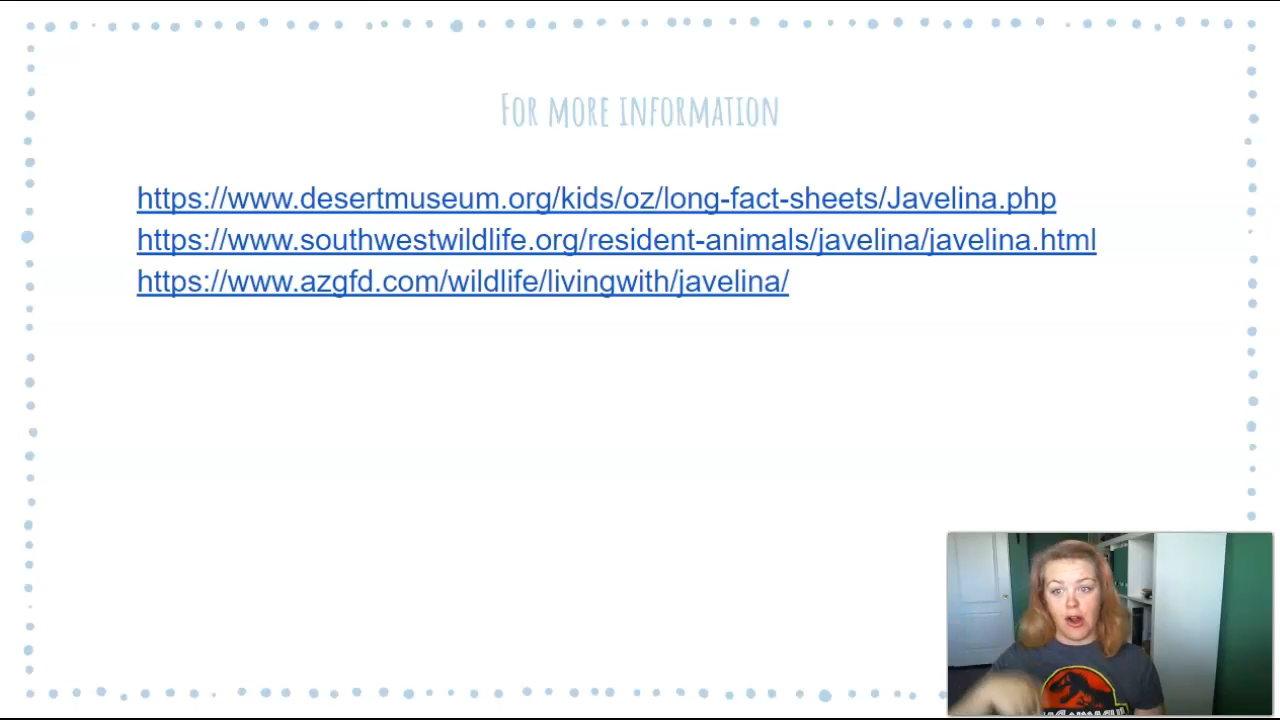 For more information
https://www.desertmuseum.org/kids/oz/long-fact-sheets/Javelina.php
https://www.southwestwildlife.org/resident-animals/javelina/javelina.html
https://www.azgfd.com/wildlife/livingwith/javelina/